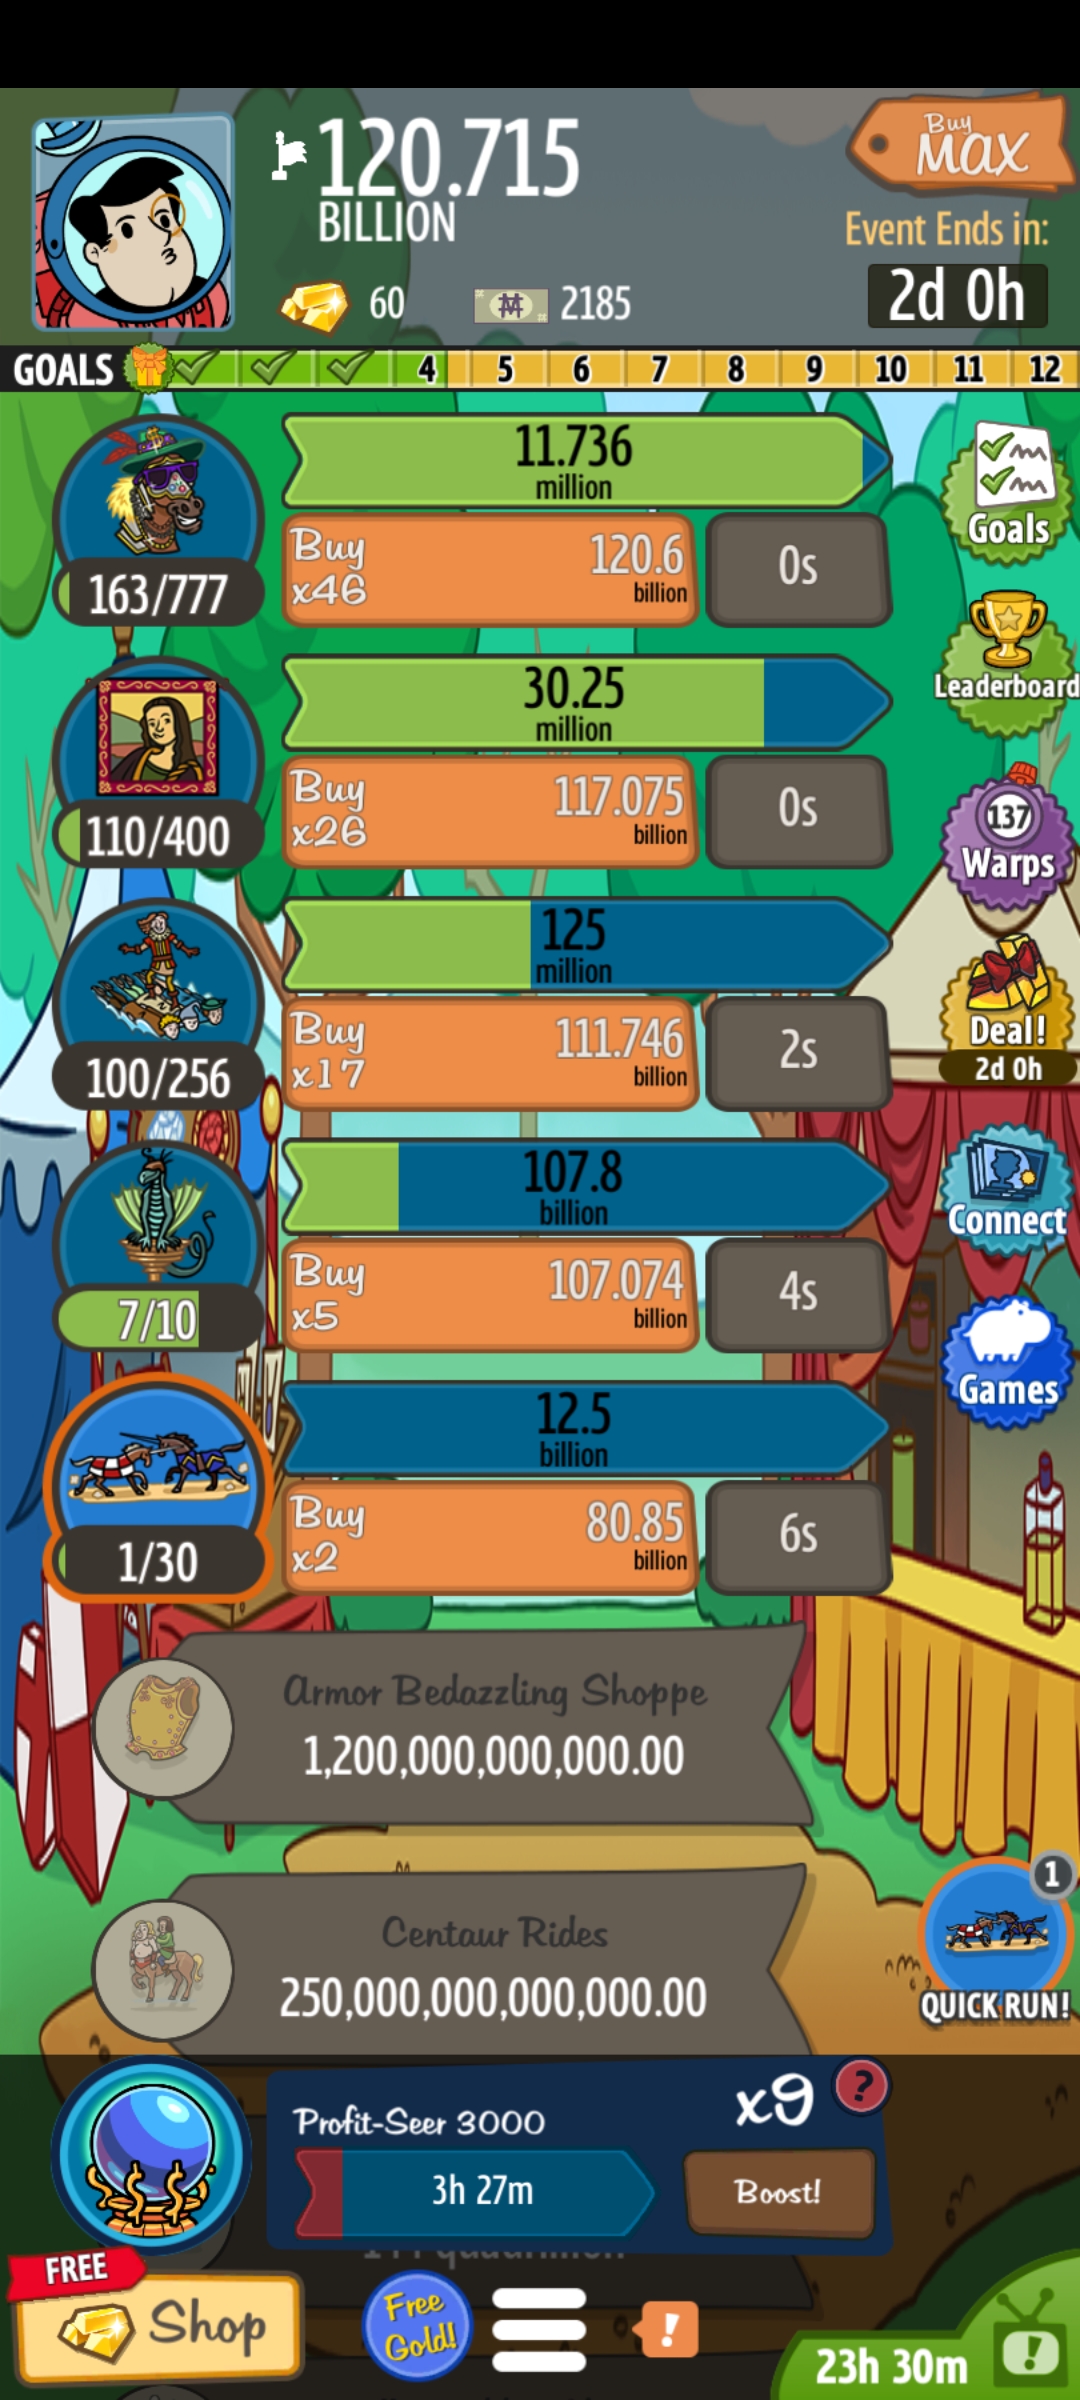 120.715
BILLION
Buy
MAX
Event Ends in:
2d 0h
60
2185
GOALS 4 5 6 7 8 9 10 11 12
11.736
million
Buy
x46
120.6
billion
0s
163/777
Goals
30.25
million
Leaderboard
Buy
x26
117.075
billion
0s
110/400
137
Warps
125
million
Buy
x17
111.746
billion
2s
100/256
Deal!
2d 0h
107.8
billion
Buy
x5
107.074
billion
4s
7/10
Connect
12.5
billion
Games
Buy
x2
80.85
billion
6s
1/30
Armor Bedazzling Shoppe
1,200,000,000,000.00
Centaur Rides
250,000,000,000,000.00
1
QUICK RUN!
Profit-Seer 3000
x9
?
3h 27m
Boost!
FREE
Shop
Free
Gold!
!
!
23h 30m